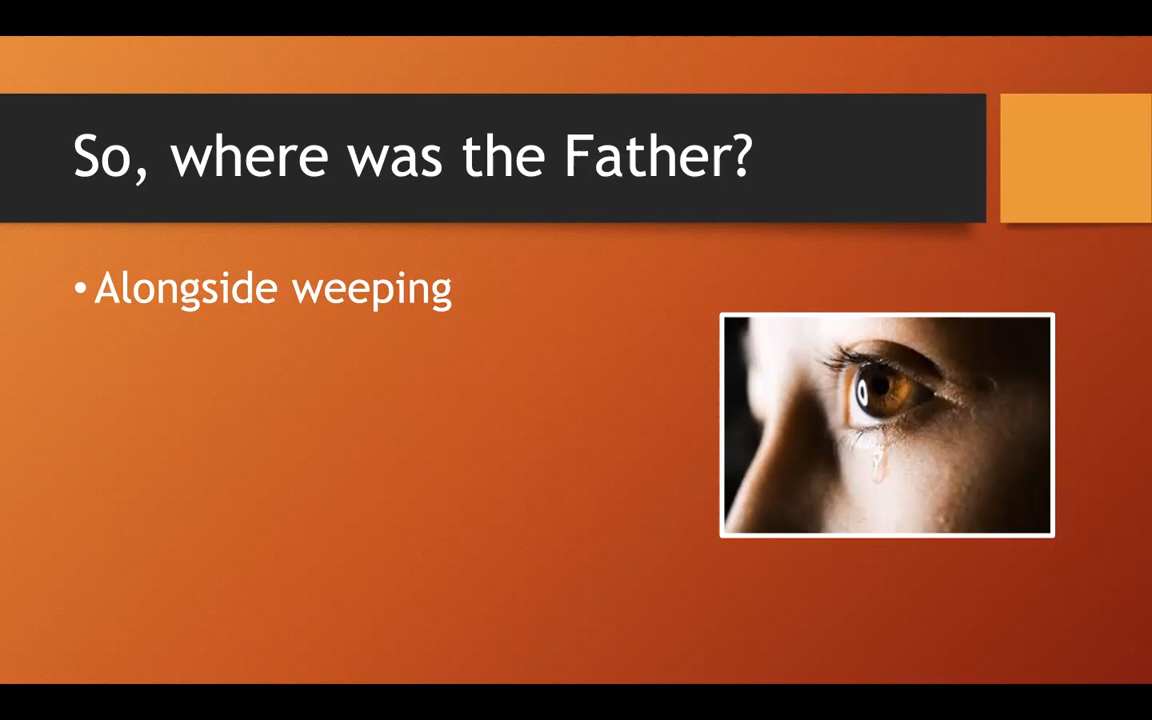 So, where was the Father?
• Alongside weeping